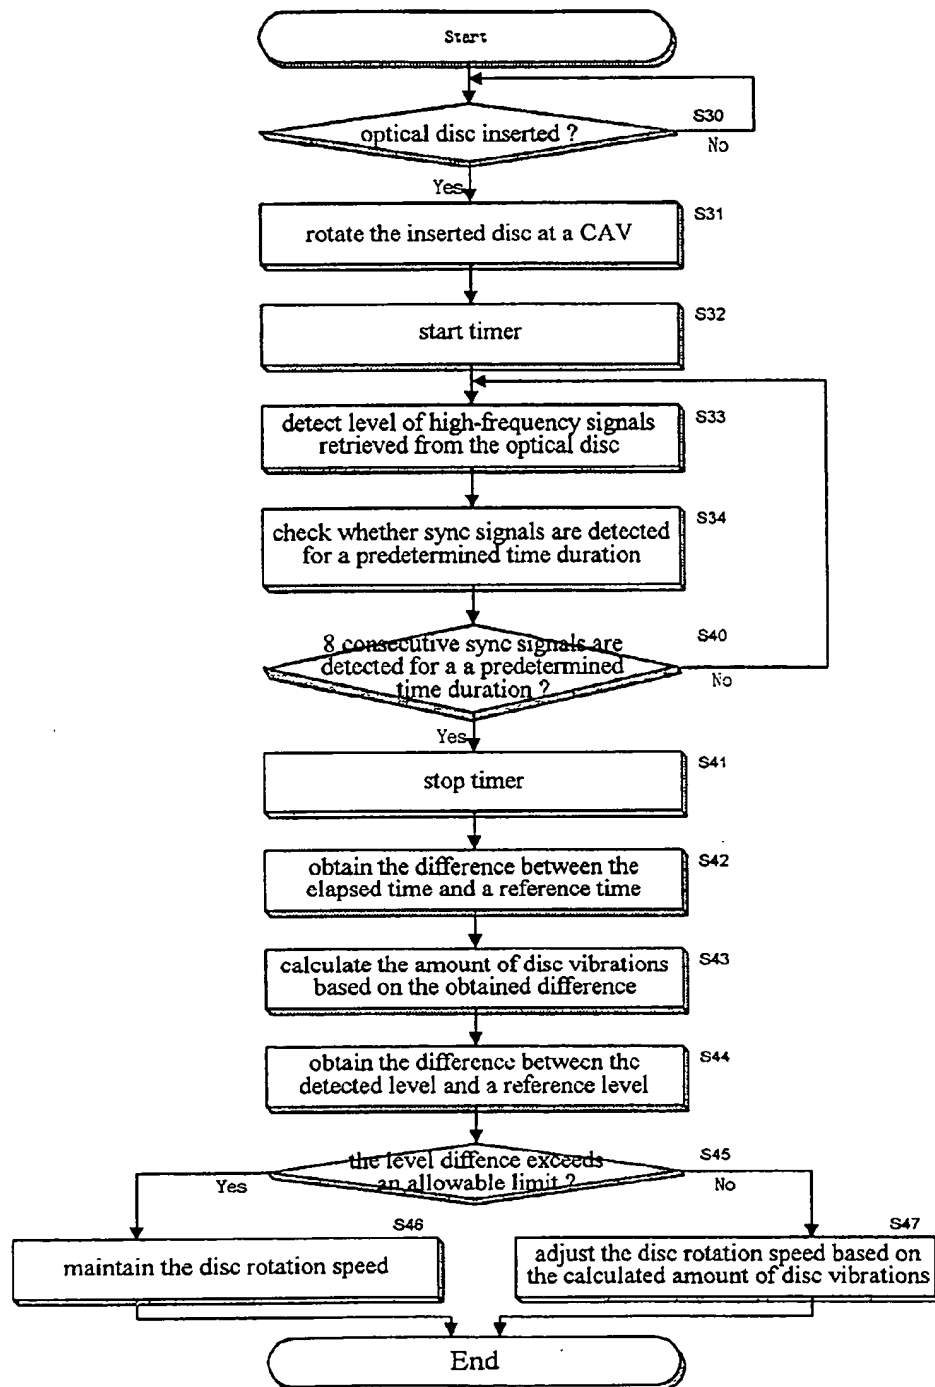 Start
S30
optical disc inserted ?
No
Yes
S31
rotate the inserted disc at a CAV
S32
start timer
S33
detect level of high-frequency signals
retrieved from the optical disc
S34
check whether sync signals are detected
for a predetermined time duration
S40
8 consecutive sync signals are
detected for a a predetermined
time duration ?
No
Yes
S41
stop timer
S42
obtain the difference between the
elapsed time and a reference time
S43
calculate the amount of disc vibrations
based on the obtained difference
S44
obtain the difference between the
detected level and a reference level
S45
the level diffence exceeds
an allowable limit ?
Yes
No
S46
S47
maintain the disc rotation speed
adjust the disc rotation speed based on
the calculated amount of disc vibrations
End